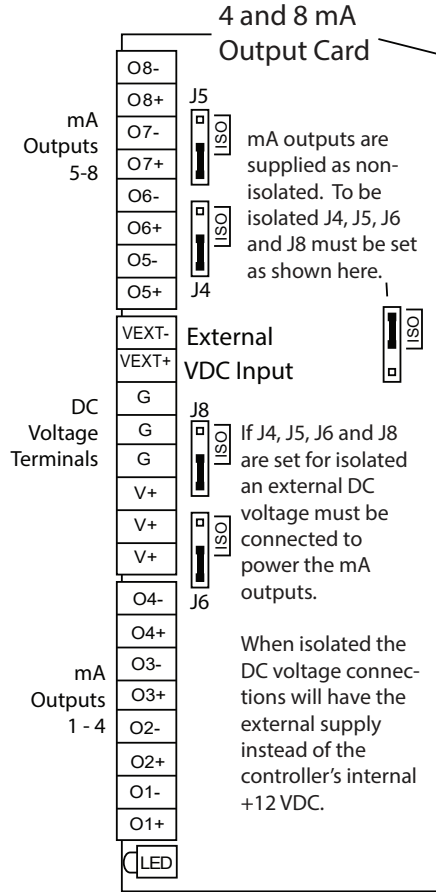 4 and 8 mA
Output Card
O8-
O8+
O7-
O7+
O6-
O6+
O5-
O5+
mA
Outputs
5-8
J5
ISO
ISO
J4
mA outputs are
supplied as non-
isolated. To be
isolated J4, J5, J6
and J8 must be set
as shown here.
ISO
VEXT-
VEXT+
External
VDC Input
G
G
G
V+
V+
V+
DC
Voltage
Terminals
J8
ISO
ISO
J6
If J4, J5, J6 and J8
are set for isolated
an external DC
voltage must be
connected to
power the mA
outputs.
O4-
O4+
O3-
O3+
O2-
O2+
O1-
O1+
mA
Outputs
1 - 4
When isolated the
DC voltage connec-
tions will have the
external supply
instead of the
controller's internal
+12 VDC.
LED